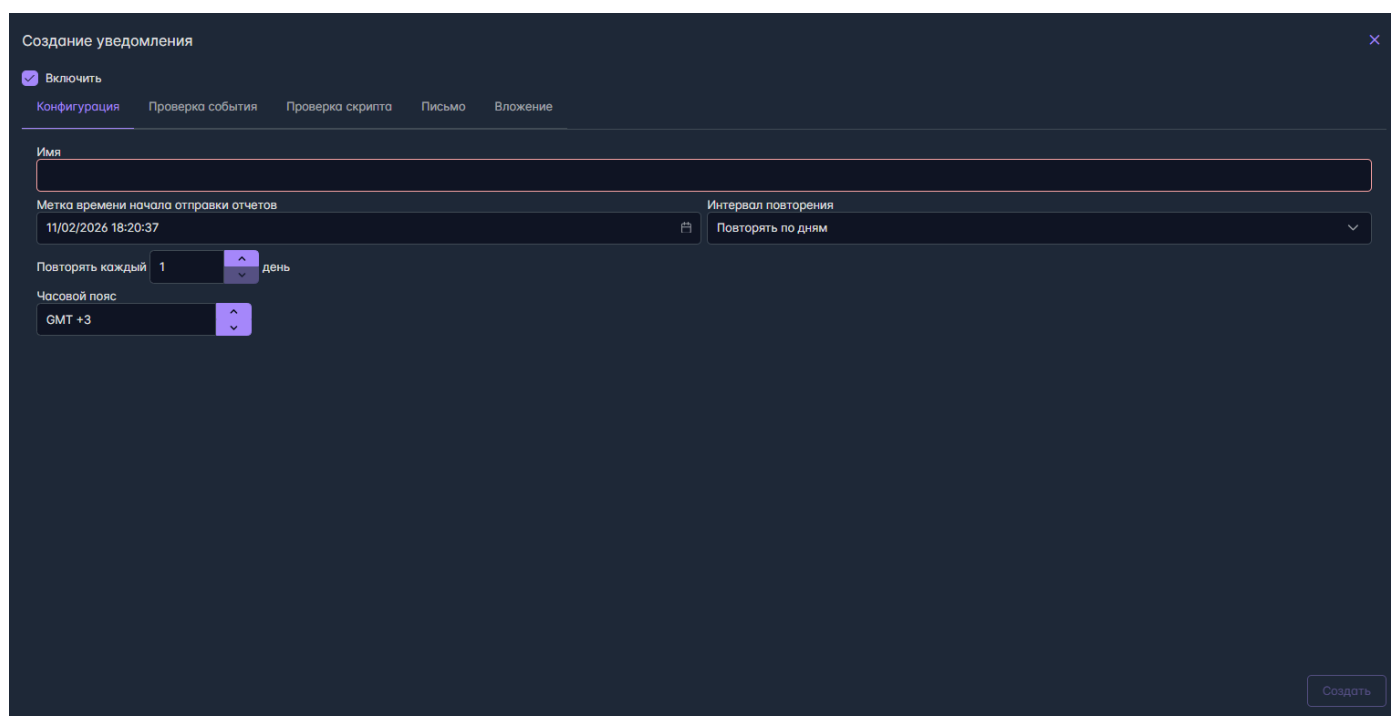 Создание уведомления
Включить
Конфигурация Проверка события Проверка скрипта Письмо Вложение
Имя
Метка времени начала отправки отчетов Интервал повторения
11/02/2026 18:20:37 Повторять по дням
Повторять каждый 1 день
Часовой пояс
GMT +3
Создать